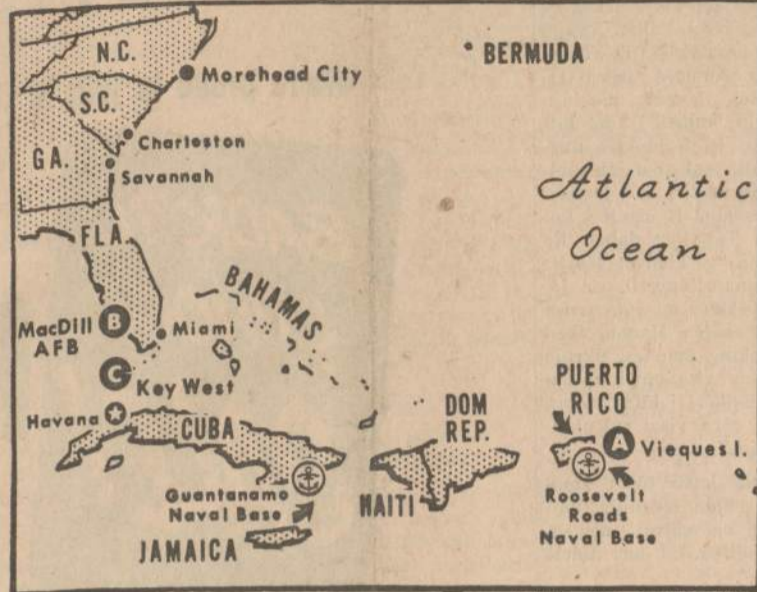 N.C.
BERMUDA
Morehead City
S.C.
Charleston
GA.
Savannah
Atlantic
Ocean
FLA.
BAHAMAS
B
MacDill
AFB
Miami
C
Key West
PUERTO
RICO
Havana
CUBA
DOM
REP.
A
Vieques I.
Guantanamo
Naval Base
HAITI
Roosevelt
Roads
Naval Base
JAMAICA